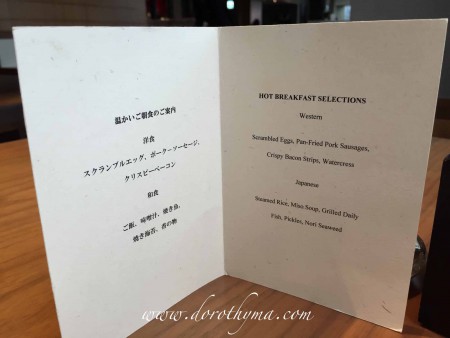 温かいご朝食のご案内
洋食
スクランブルエッグ、ポークソーセージ、
クリスピーベーコン
和食
ご飯、味噌汁、焼き魚、
焼き海苔、香の物
HOT BREAKFAST SELECTIONS
Western
Scrambled Eggs, Pan-Fried Pork Sausages,
Crispy Bacon Strips, Watercress
Japanese
Steamed Rice, Miso Soup, Grilled Daily
Fish, Pickles, Nori Seaweed
www.dorothyma.com